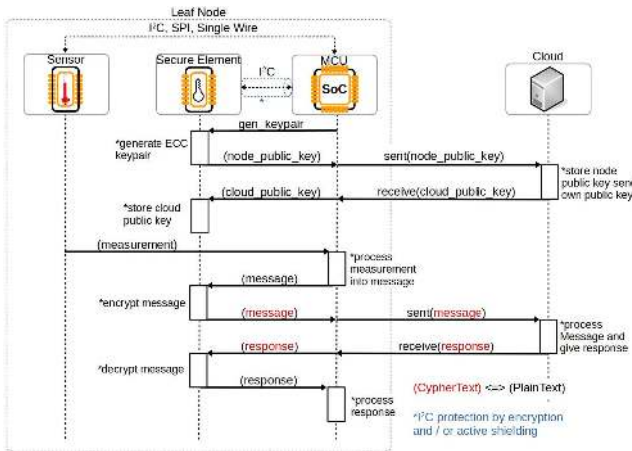 Leaf Node
I²C, SPI, Single Wire
Sensor
Secure Element
MCU
Cloud
I²C
*
SoC
gen_keypair
*generate ECC
keypair
(node_public_key)
sent(node_public_key)
*store node
public key send
own public key
(cloud_public_key)
receive(cloud_public_key)
*store cloud
public key
(measurement)
*process
measurement
into message
(message)
*encrypt message
(message)
sent(message)
*process
Message and
give response
(response)
receive(response)
*decrypt message
(response)
*process
response
(CypherText) <=> (PlainText)
*I²C protection by encryption
and / or active shielding